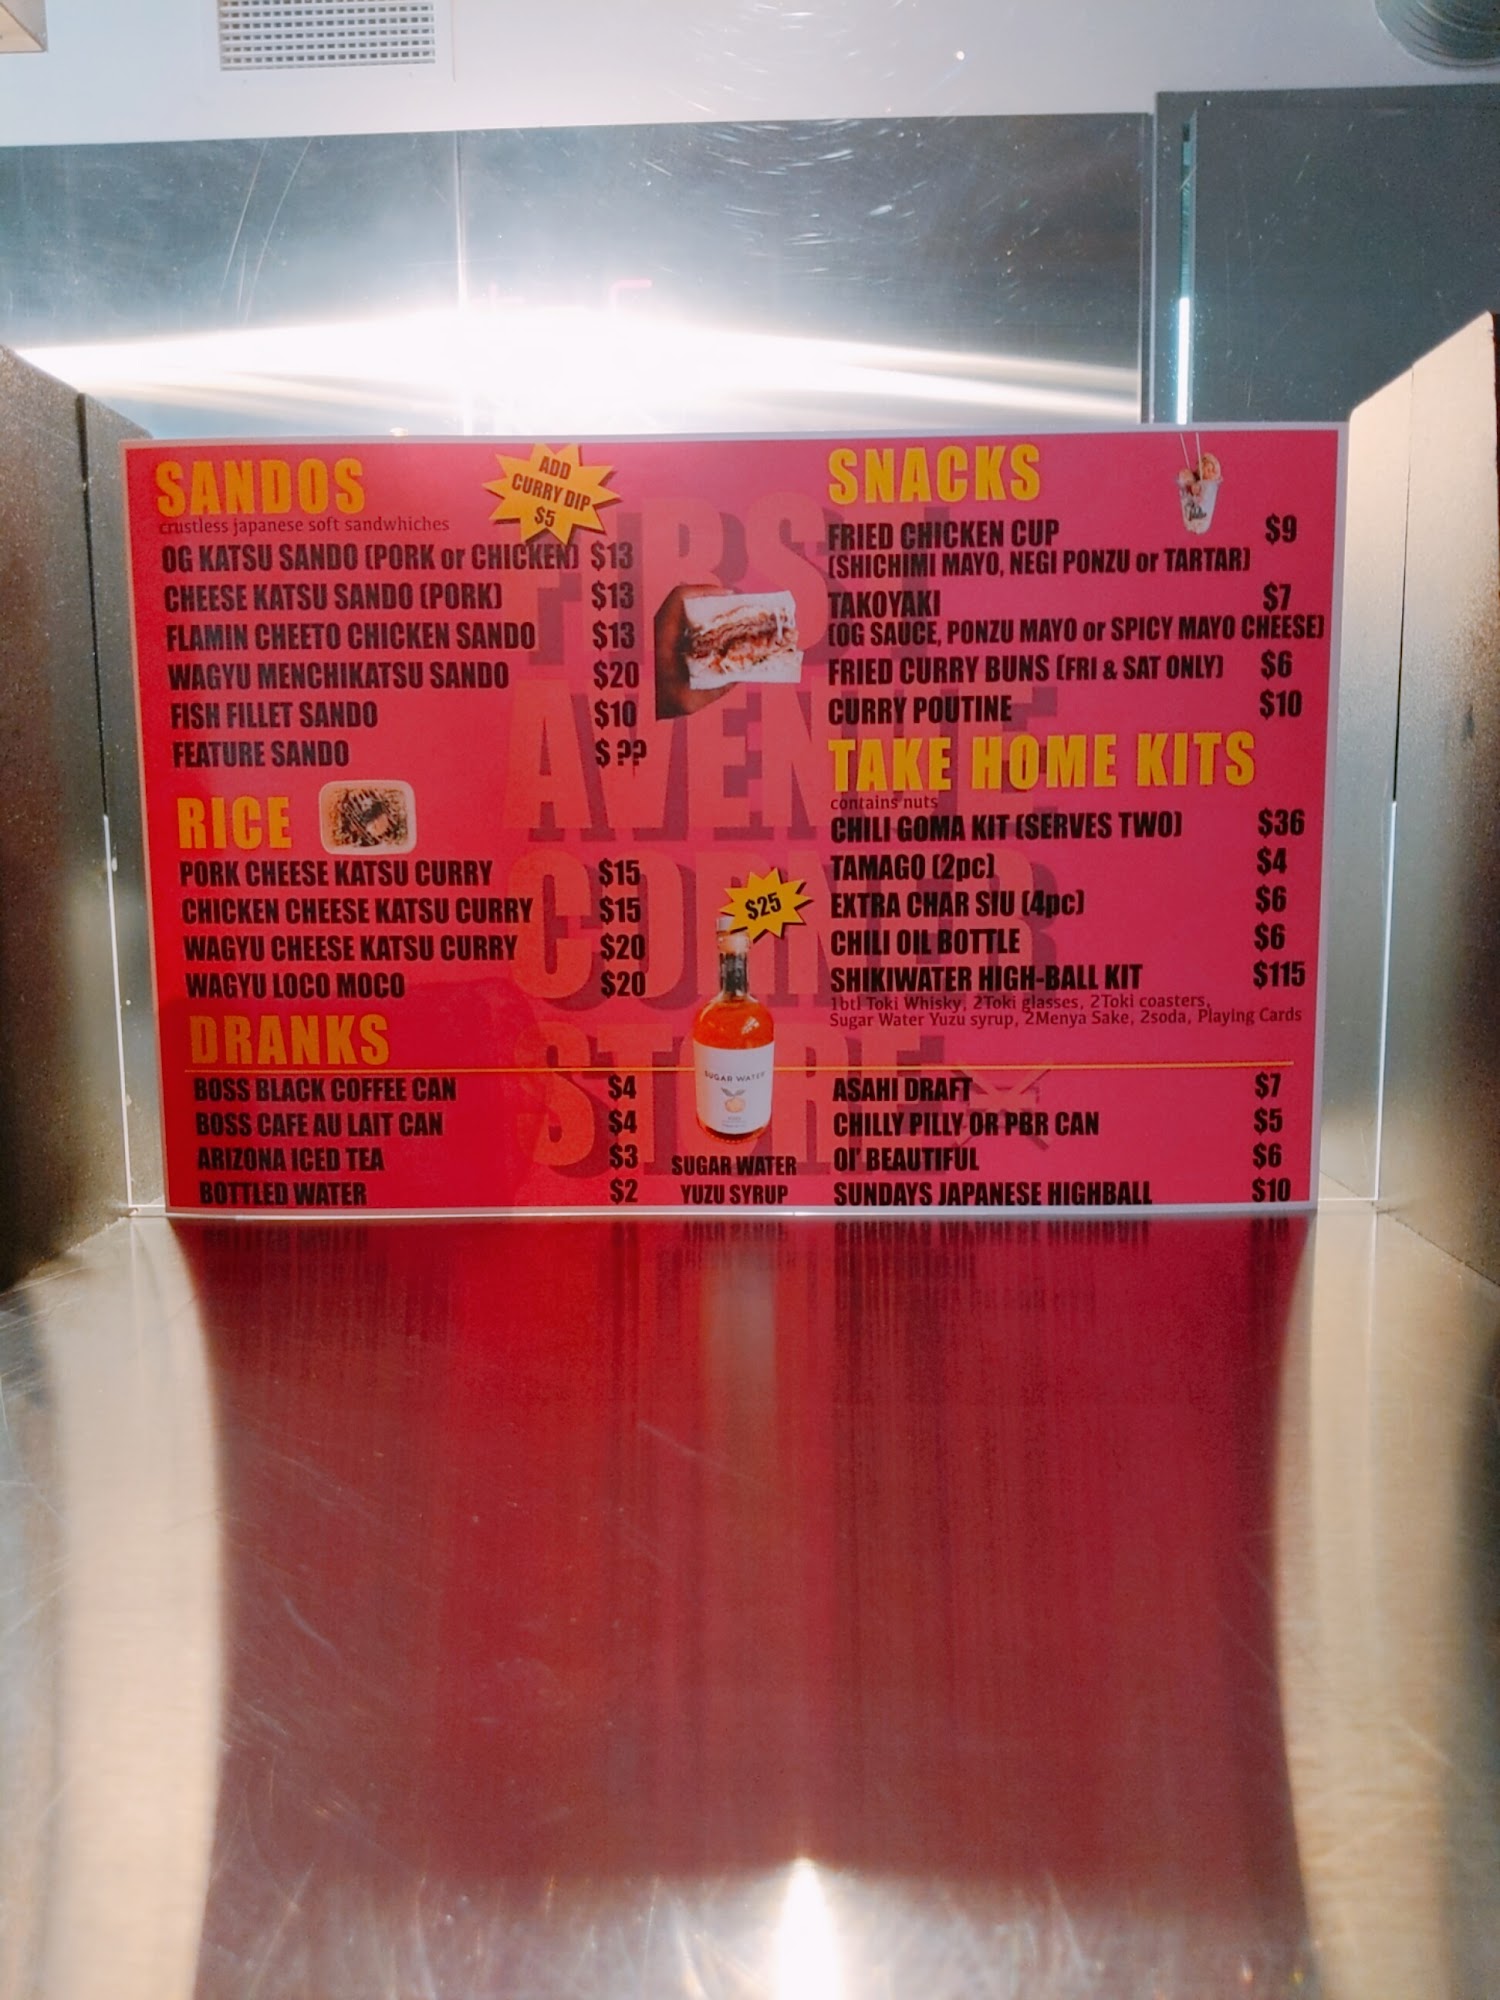 SANDOS
crustless japanese soft sandwhiches
ADD
CURRY DIP
$5
OG KATSU SANDO (PORK or CHICKEN) $13
CHEESE KATSU SANDO (PORK) $13
FLAMIN CHEETO CHICKEN SANDO $13
WAGYU MENCHIKATSU SANDO $20
FISH FILLET SANDO $10
FEATURE SANDO $ ??
RICE
PORK CHEESE KATSU CURRY $15
CHICKEN CHEESE KATSU CURRY $15
WAGYU CHEESE KATSU CURRY $20
WAGYU LOCO MOCO $20
DRANKS
BOSS BLACK COFFEE CAN $4
BOSS CAFE AU LAIT CAN $4
ARIZONA ICED TEA $3
BOTTLED WATER $2
FIRST
AVENUE
CORNER
STORE
$25
SUGAR WATER
SUGAR WATER
YUZU SYRUP
SNACKS
FRIED CHICKEN CUP $9
(SHICHIMI MAYO, NEGI PONZU or TARTAR)
TAKOYAKI $7
(OG SAUCE, PONZU MAYO or SPICY MAYO CHEESE)
FRIED CURRY BUNS (FRI & SAT ONLY) $6
CURRY POUTINE $10
TAKE HOME KITS
contains nuts
CHILI GOMA KIT (SERVES TWO) $36
TAMAGO (2pc) $4
EXTRA CHAR SIU (4pc) $6
CHILI OIL BOTTLE $6
SHIKIWATER HIGH-BALL KIT $115
1btl Toki Whisky, 2Toki glasses, 2Toki coasters,
Sugar Water Yuzu syrup, 2Menya Sake, 2soda, Playing Cards
ASAHI DRAFT $7
CHILLY PILLY OR PBR CAN $5
Ol' BEAUTIFUL $6
SUNDAYS JAPANESE HIGHBALL $10